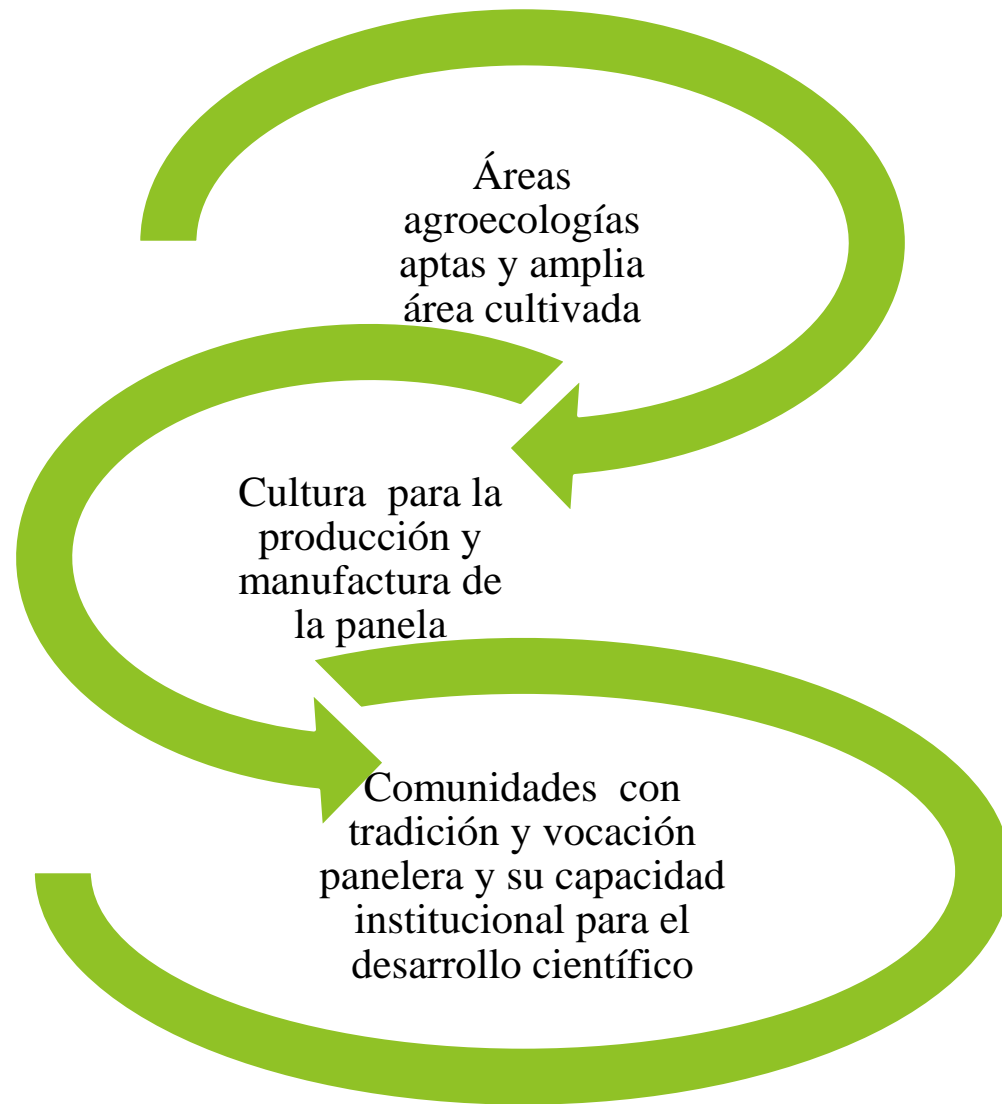 Áreas
agroecologías
aptas y amplia
área cultivada
Cultura  para la
producción y
manufactura de
la panela
Comunidades  con
tradición y vocación
panelera y su capacidad
institucional para el
desarrollo científico